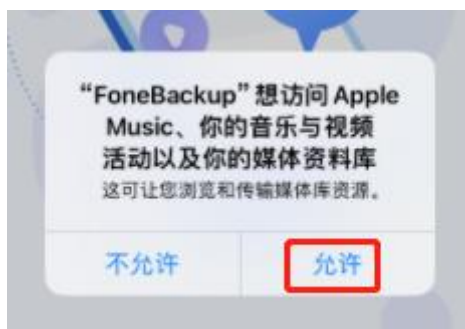 “FoneBackup”想访问 Apple
Music、你的音乐与视频
活动以及你的媒体资料库
这可让您浏览和传输媒体库资源。
不允许
允许